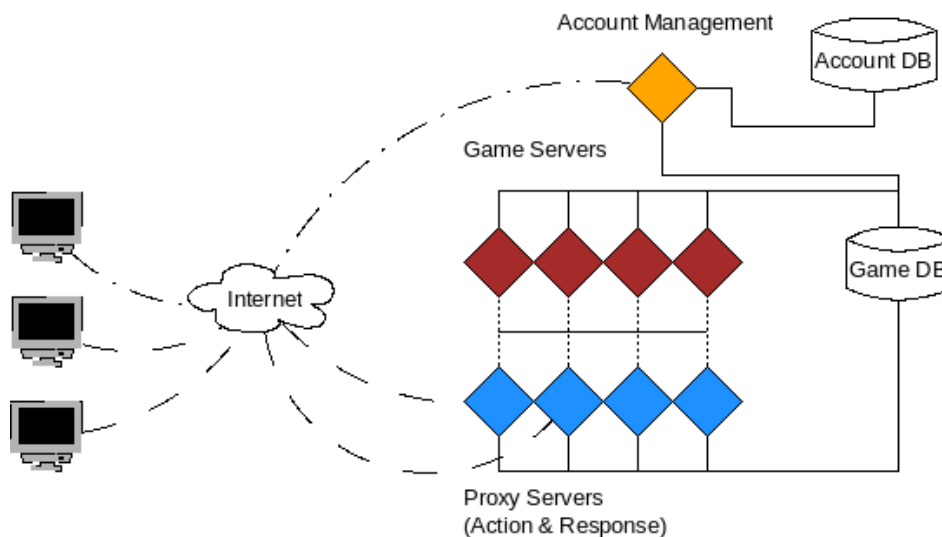 Account Management
Account DB
Game Servers
Game DB
Internet
Proxy Servers
(Action & Response)